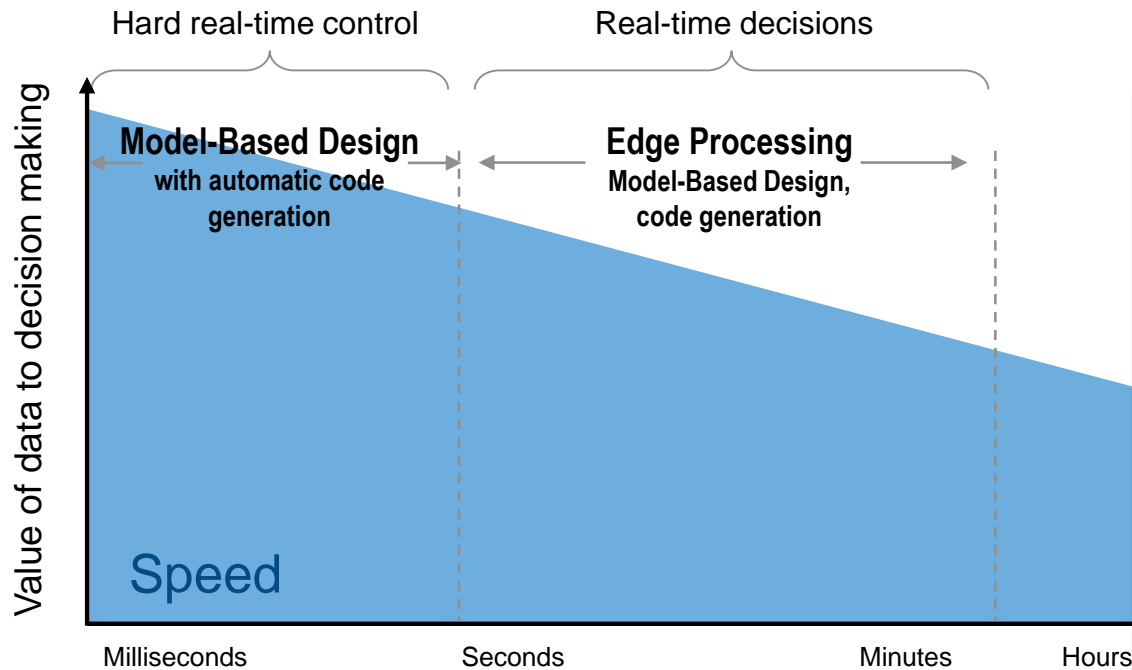 Hard real-time control
Real-time decisions
Value of data to decision making
Model-Based Design
with automatic code
generation
Edge Processing
Model-Based Design,
code generation
Speed
Milliseconds
Seconds
Minutes
Hours